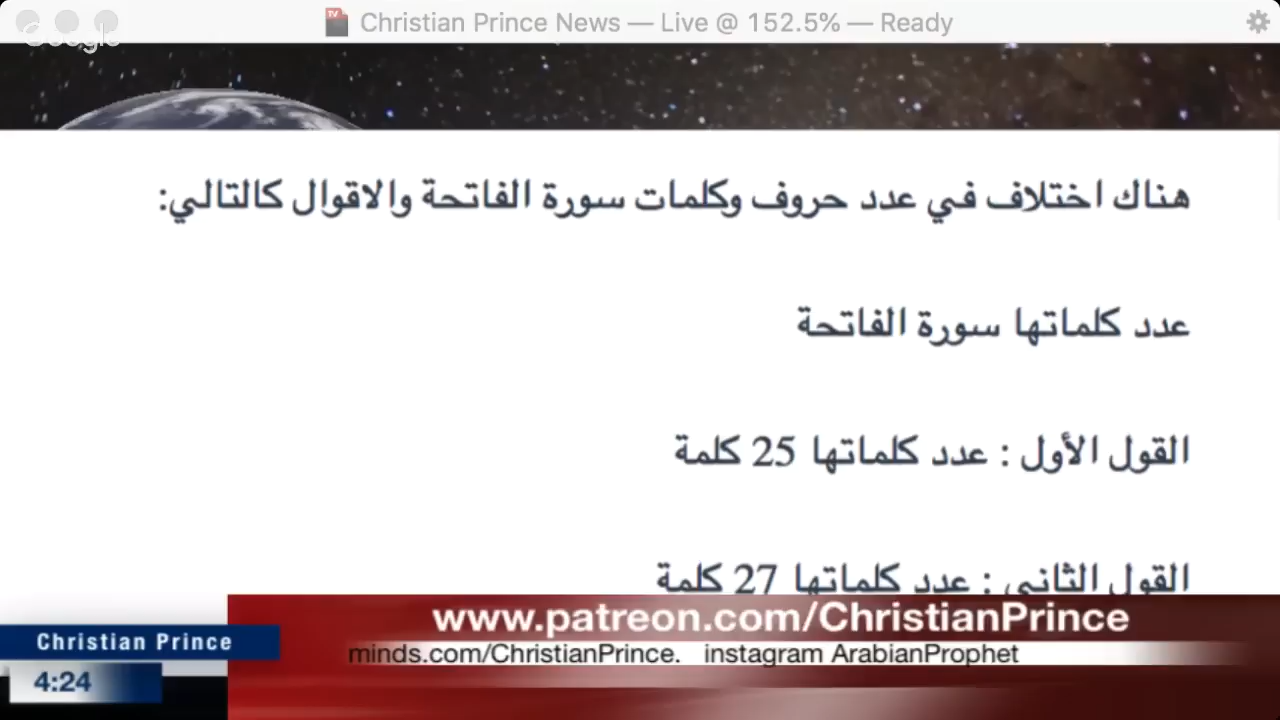 Christian Prince News — Live @ 152.5% — Ready
Google
هناك اختلاف في عدد حروف وكلمات سورة الفاتحة والاقوال كالتالي:
عدد كلماتها سورة الفاتحة
القول الأول : عدد كلماتها 25 كلمة
القول الثاني : عدد كلماتها 27 كلمة
www.patreon.com/ChristianPrince
Christian Prince
minds.com/ChristianPrince. instagram ArabianProphet
4:24